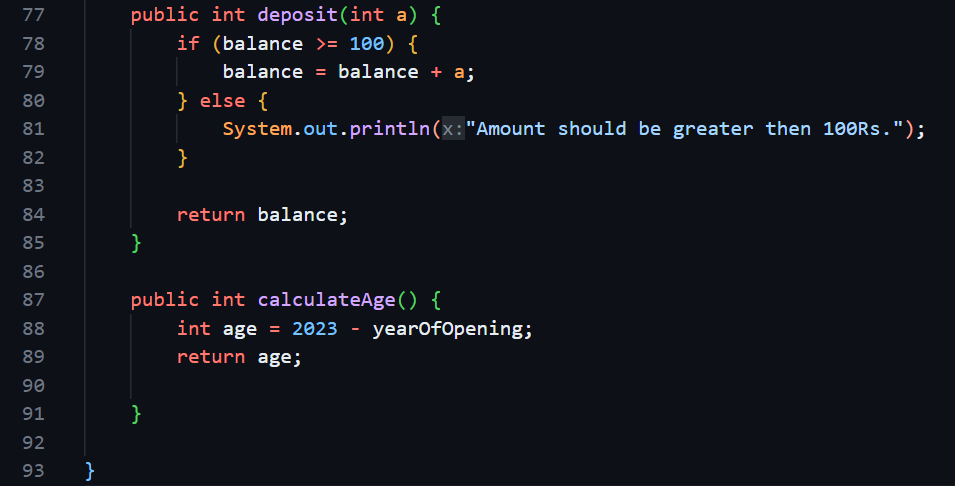 77 public int deposit(int a) {
78 if (balance >= 100) {
79 balance = balance + a;
80 } else {
81 System.out.println(x:"Amount should be greater then 100Rs.");
82 }
83
84 return balance;
85 }
86
87 public int calculateAge() {
88 int age = 2023 - yearOfOpening;
89 return age;
90
91 }
92
93 }